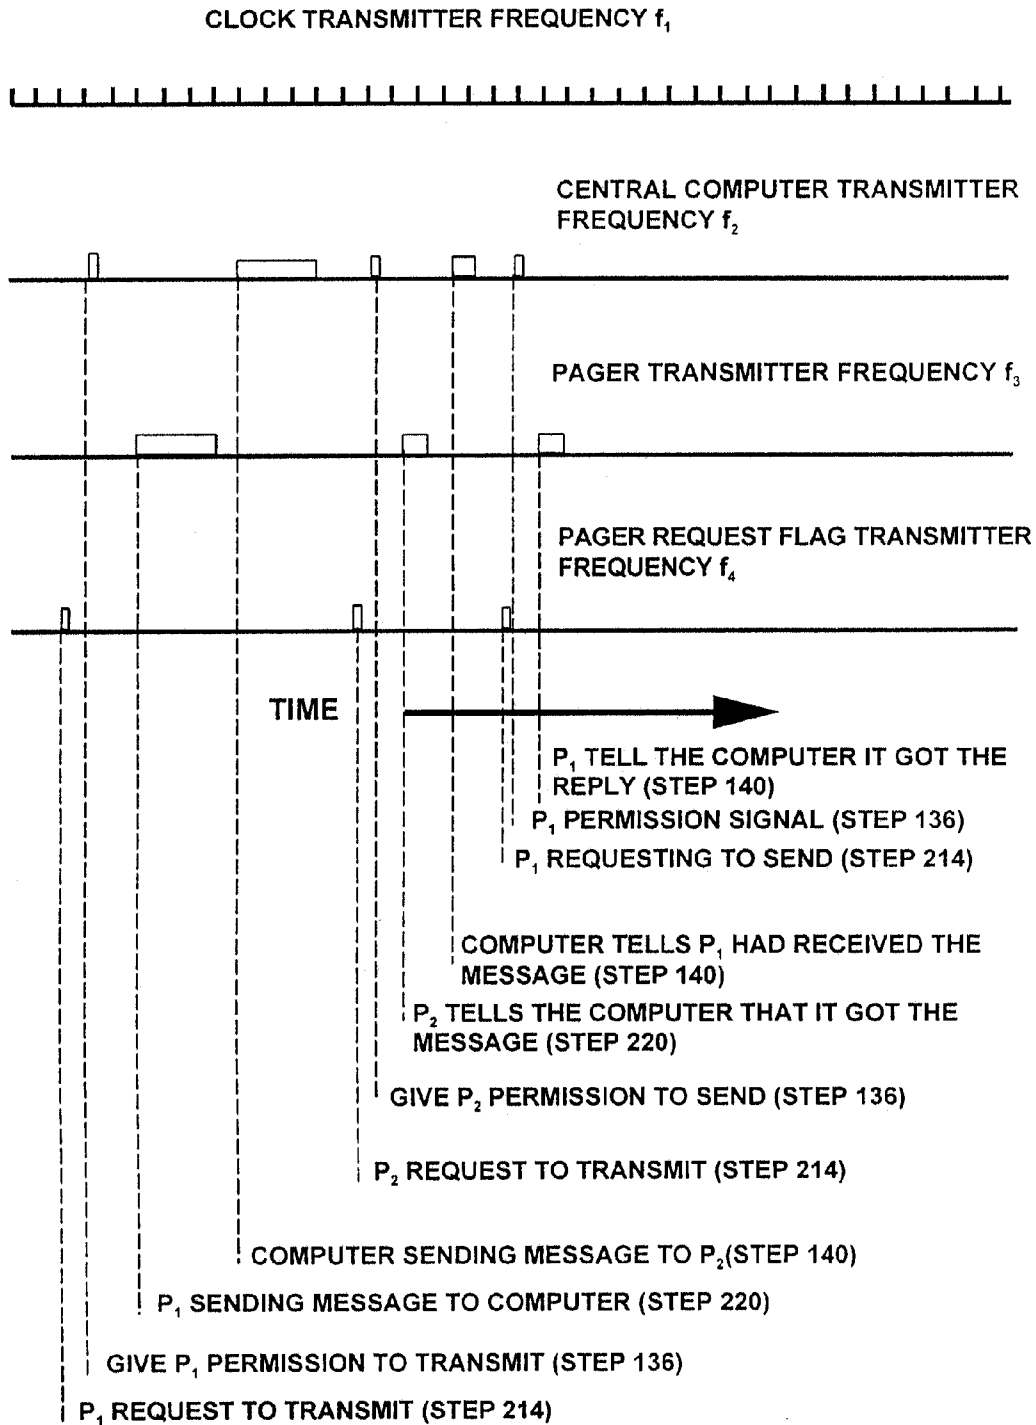 CLOCK TRANSMITTER FREQUENCY f₁
CENTRAL COMPUTER TRANSMITTER
FREQUENCY f₂
PAGER TRANSMITTER FREQUENCY f₃
PAGER REQUEST FLAG TRANSMITTER
FREQUENCY f₄
TIME
P₁ TELL THE COMPUTER IT GOT THE
REPLY (STEP 140)
P₁ PERMISSION SIGNAL (STEP 136)
P₁ REQUESTING TO SEND (STEP 214)
COMPUTER TELLS P₁ HAD RECEIVED THE
MESSAGE (STEP 140)
P₂ TELLS THE COMPUTER THAT IT GOT THE
MESSAGE (STEP 220)
GIVE P₂ PERMISSION TO SEND (STEP 136)
P₂ REQUEST TO TRANSMIT (STEP 214)
COMPUTER SENDING MESSAGE TO P₂(STEP 140)
P₁ SENDING MESSAGE TO COMPUTER (STEP 220)
GIVE P₁ PERMISSION TO TRANSMIT (STEP 136)
P₁ REQUEST TO TRANSMIT (STEP 214)